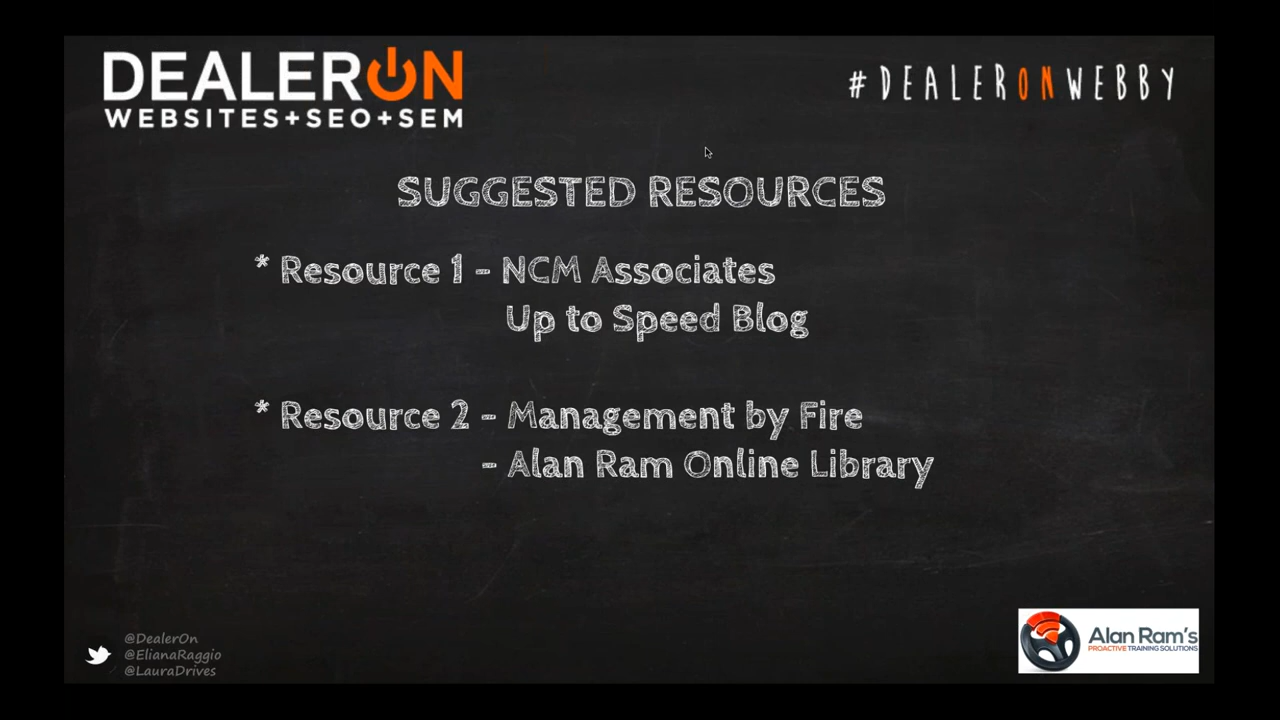 DEALERON
WEBSITES+SEO+SEM
#DEALERONWEBBY
SUGGESTED RESOURCES
* Resource 1 - NCM Associates
Up to Speed Blog
* Resource 2 - Management by Fire
- Alan Ram Online Library
@DealerOn
@ElianaRaggio
@LauraDrives
Alan Ram's
PROACTIVE TRAINING SOLUTIONS